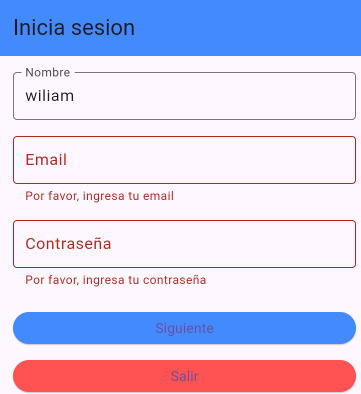 Inicia sesion
Nombre
wiliam
Email
Por favor, ingresa tu email
Contraseña
Por favor, ingresa tu contraseña
Siguiente
Salir